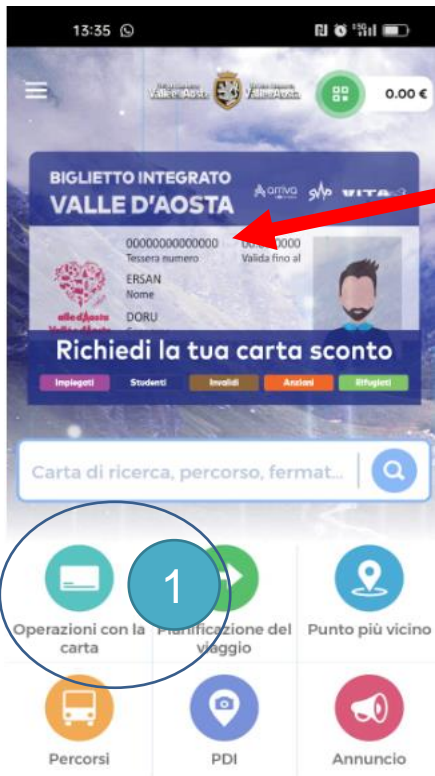 13:35
0.00 €
BIGLIETTO INTEGRATO
VALLE D'AOSTA
arriva
svap
VITA
00000000000000
Tessera numero
Valida fino al
ERSAN
Nome
DORU
Richiedi la tua carta sconto
Impiegati Studenti Invalidi Anziani Rifugiati
Carta di ricerca, percorso, fermat...
1
Operazioni con la carta
Pianificazione del viaggio
Punto più vicino
Percorsi
PDI
Annuncio